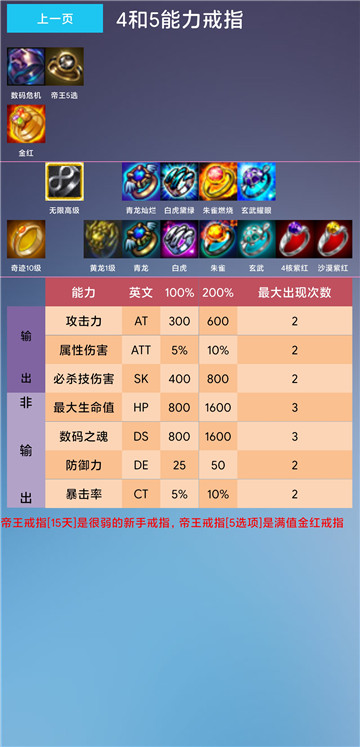 上一页
4和5能力戒指
数码危机 帝王5选
金红
无限高级 青龙灿烂 白虎黛绿 朱雀燃烧 玄武耀眼
奇迹10级 黄龙1级 青龙 白虎 朱雀 玄武 4核紫红 沙漠紫红
能力 英文 100% 200% 最大出现次数
输出
攻击力 AT 300 600 2
属性伤害 ATT 5% 10% 2
必杀技伤害 SK 400 800 2
非输出
最大生命值 HP 800 1600 3
数码之魂 DS 800 1600 3
防御力 DE 25 50 2
暴击率 CT 5% 10% 2
帝王戒指[15天]是很弱的新手戒指，帝王戒指[5选项]是满值金红戒指